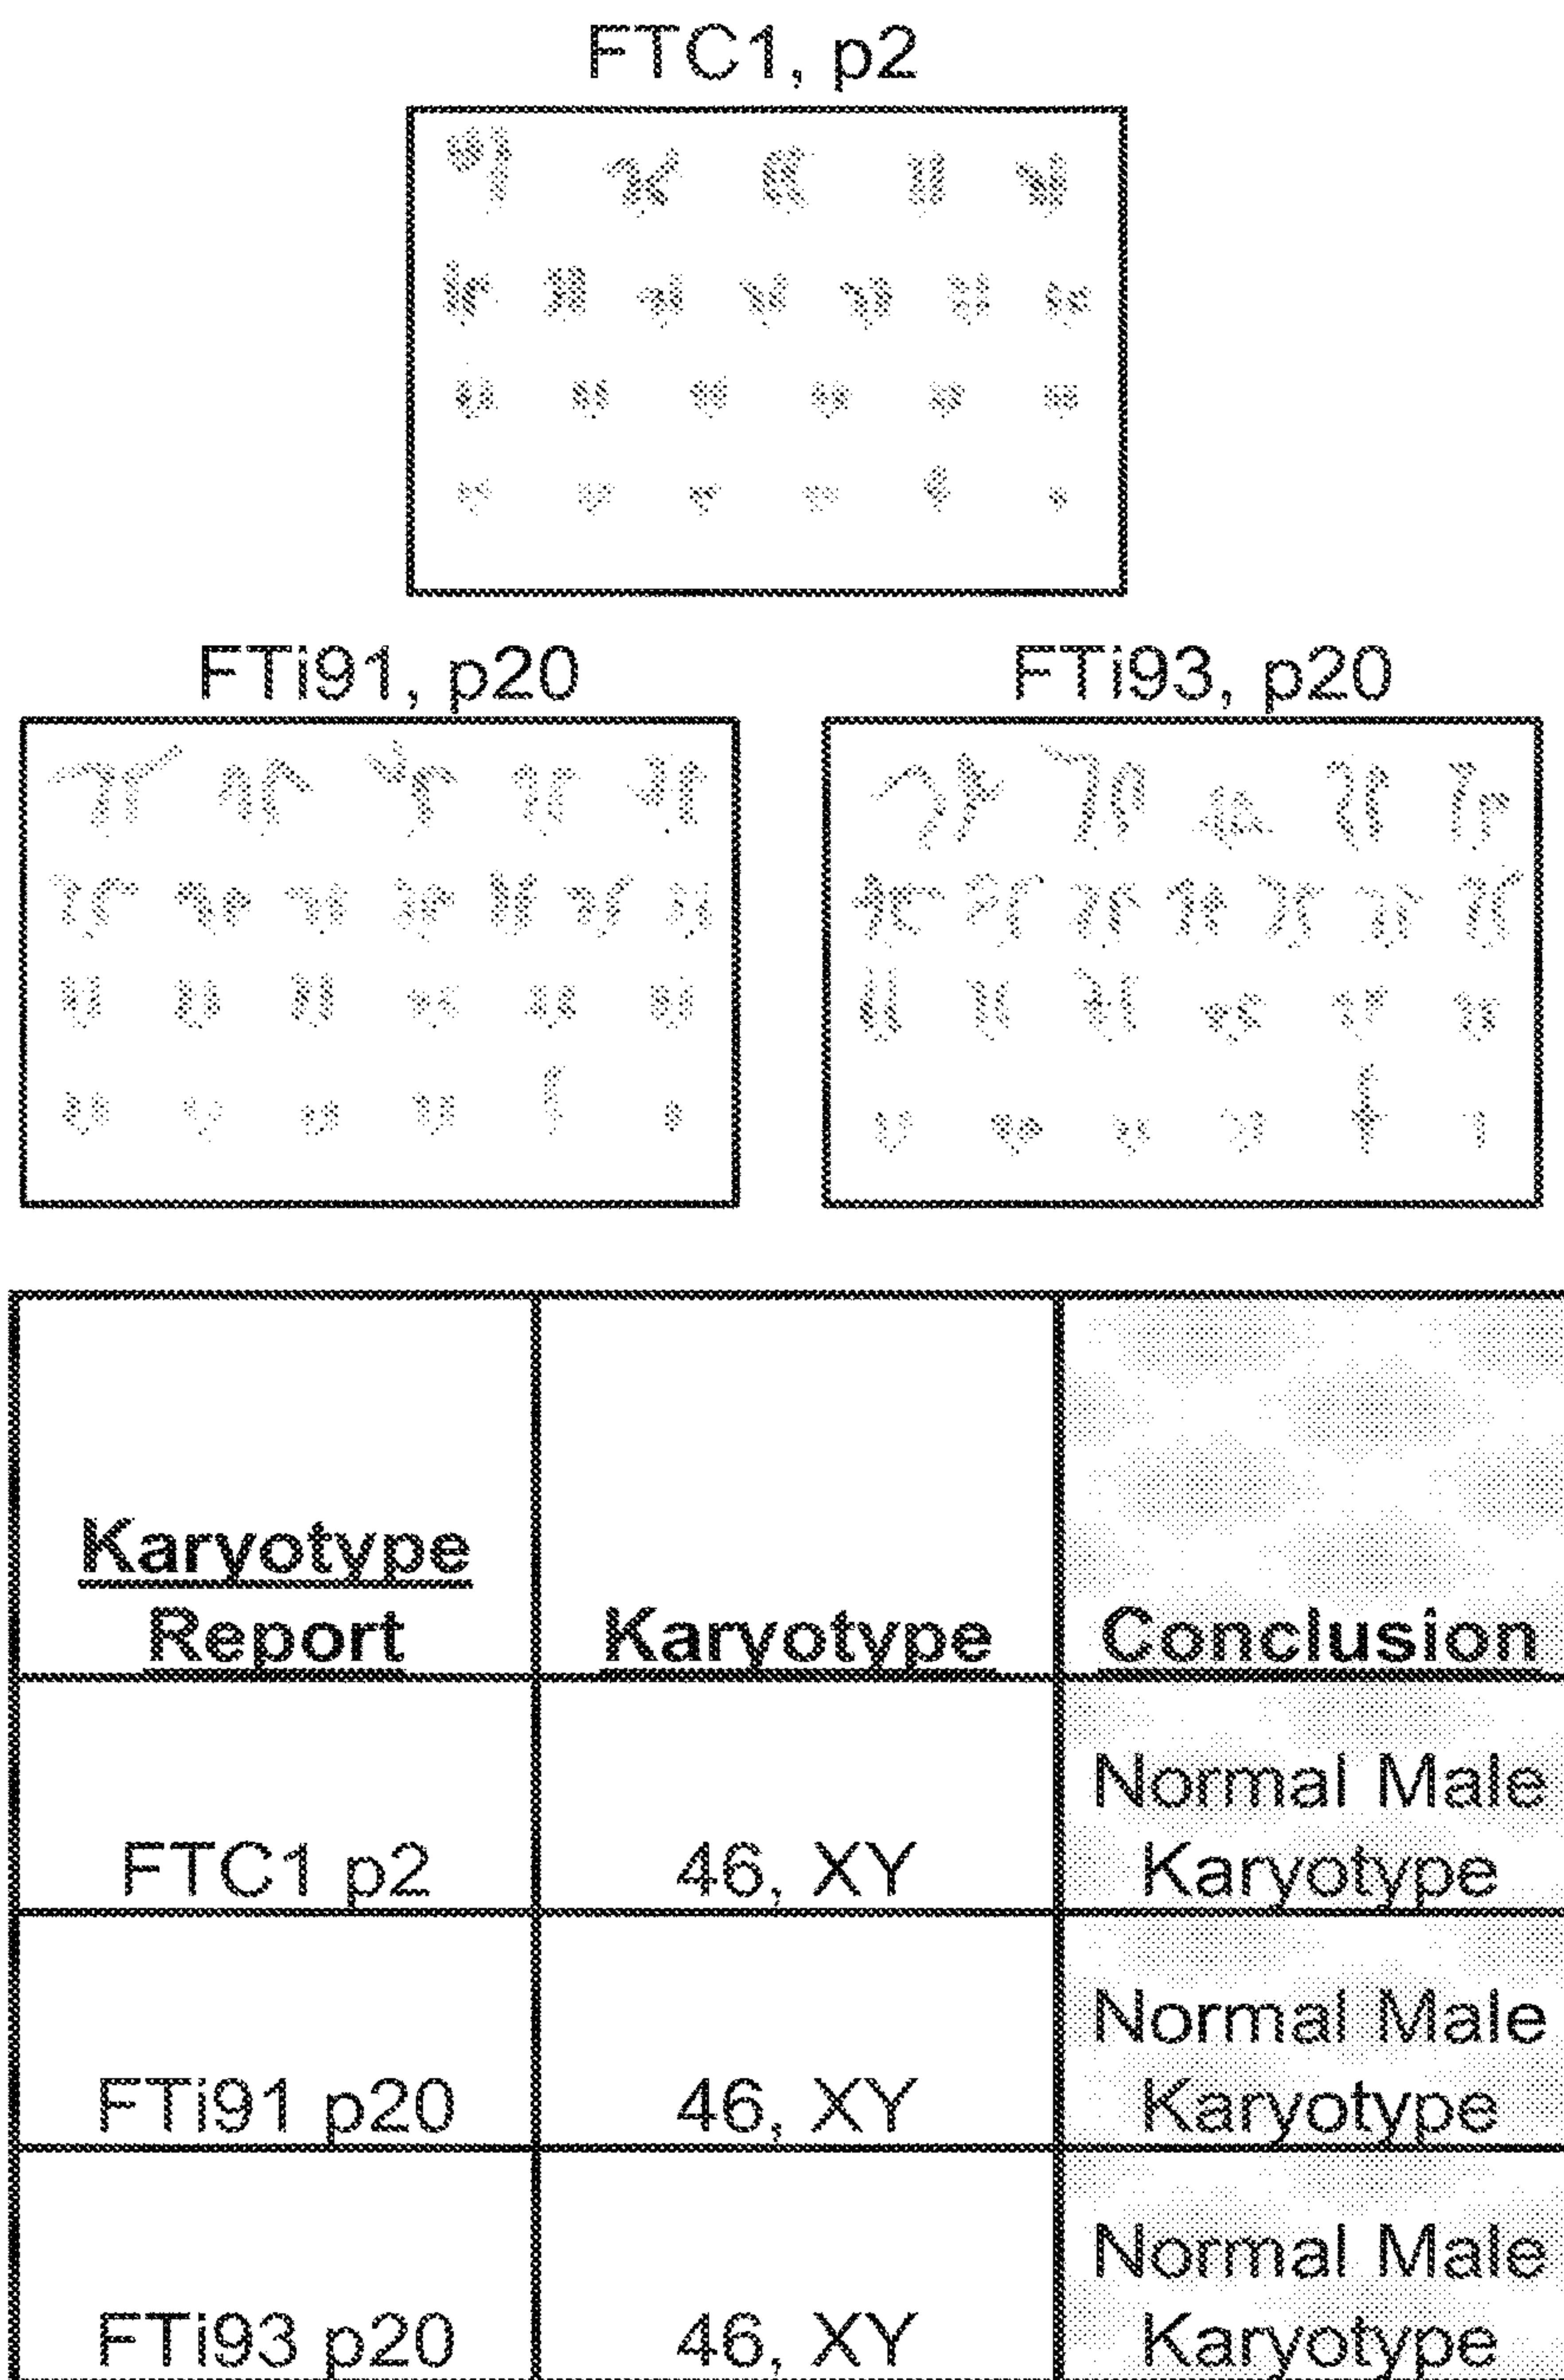 FTC1, p2
FTi91, p20
FTi93, p20
Karyotype
Report
Karyotype
Conclusion
FTC1 p2
46, XY
Normal Male
Karyotype
FTi91 p20
46, XY
Normal Male
Karyotype
FTi93 p20
46, XY
Normal Male
Karyotype